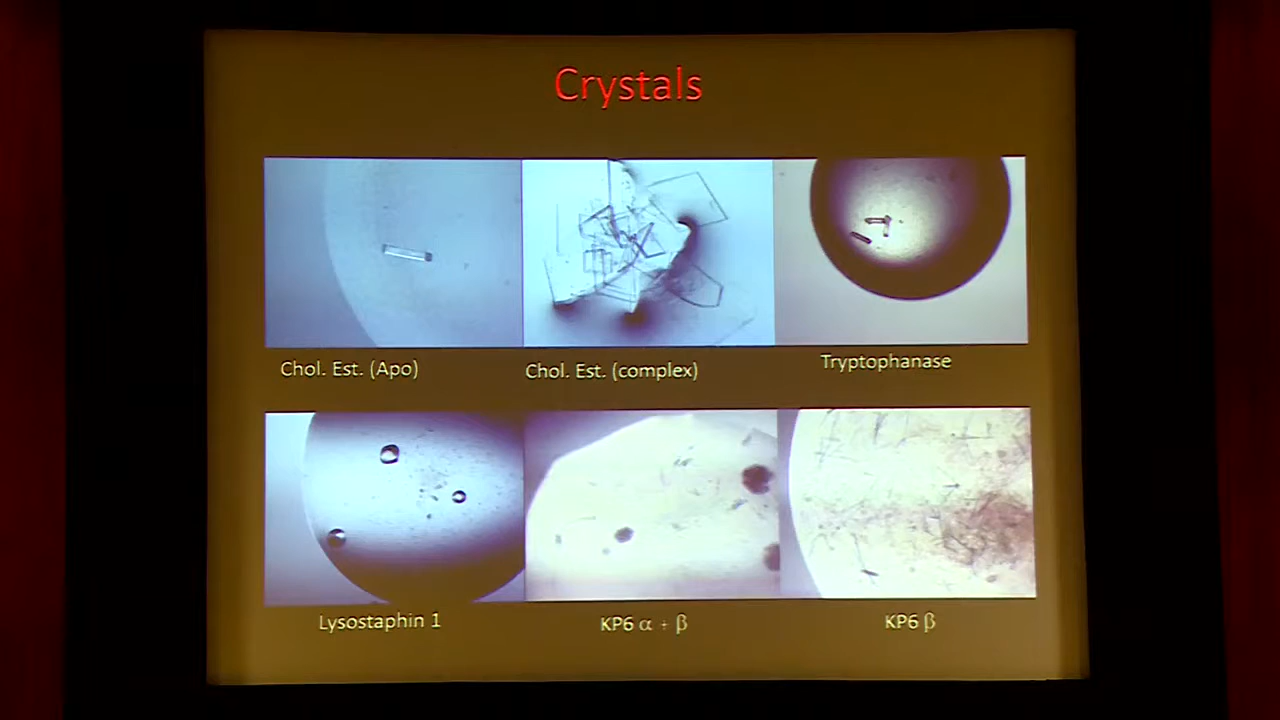 Crystals
Chol. Est. (Apo)
Chol. Est. (complex)
Tryptophanase
Lysostaphin 1
KP6 α + β
KP6 β